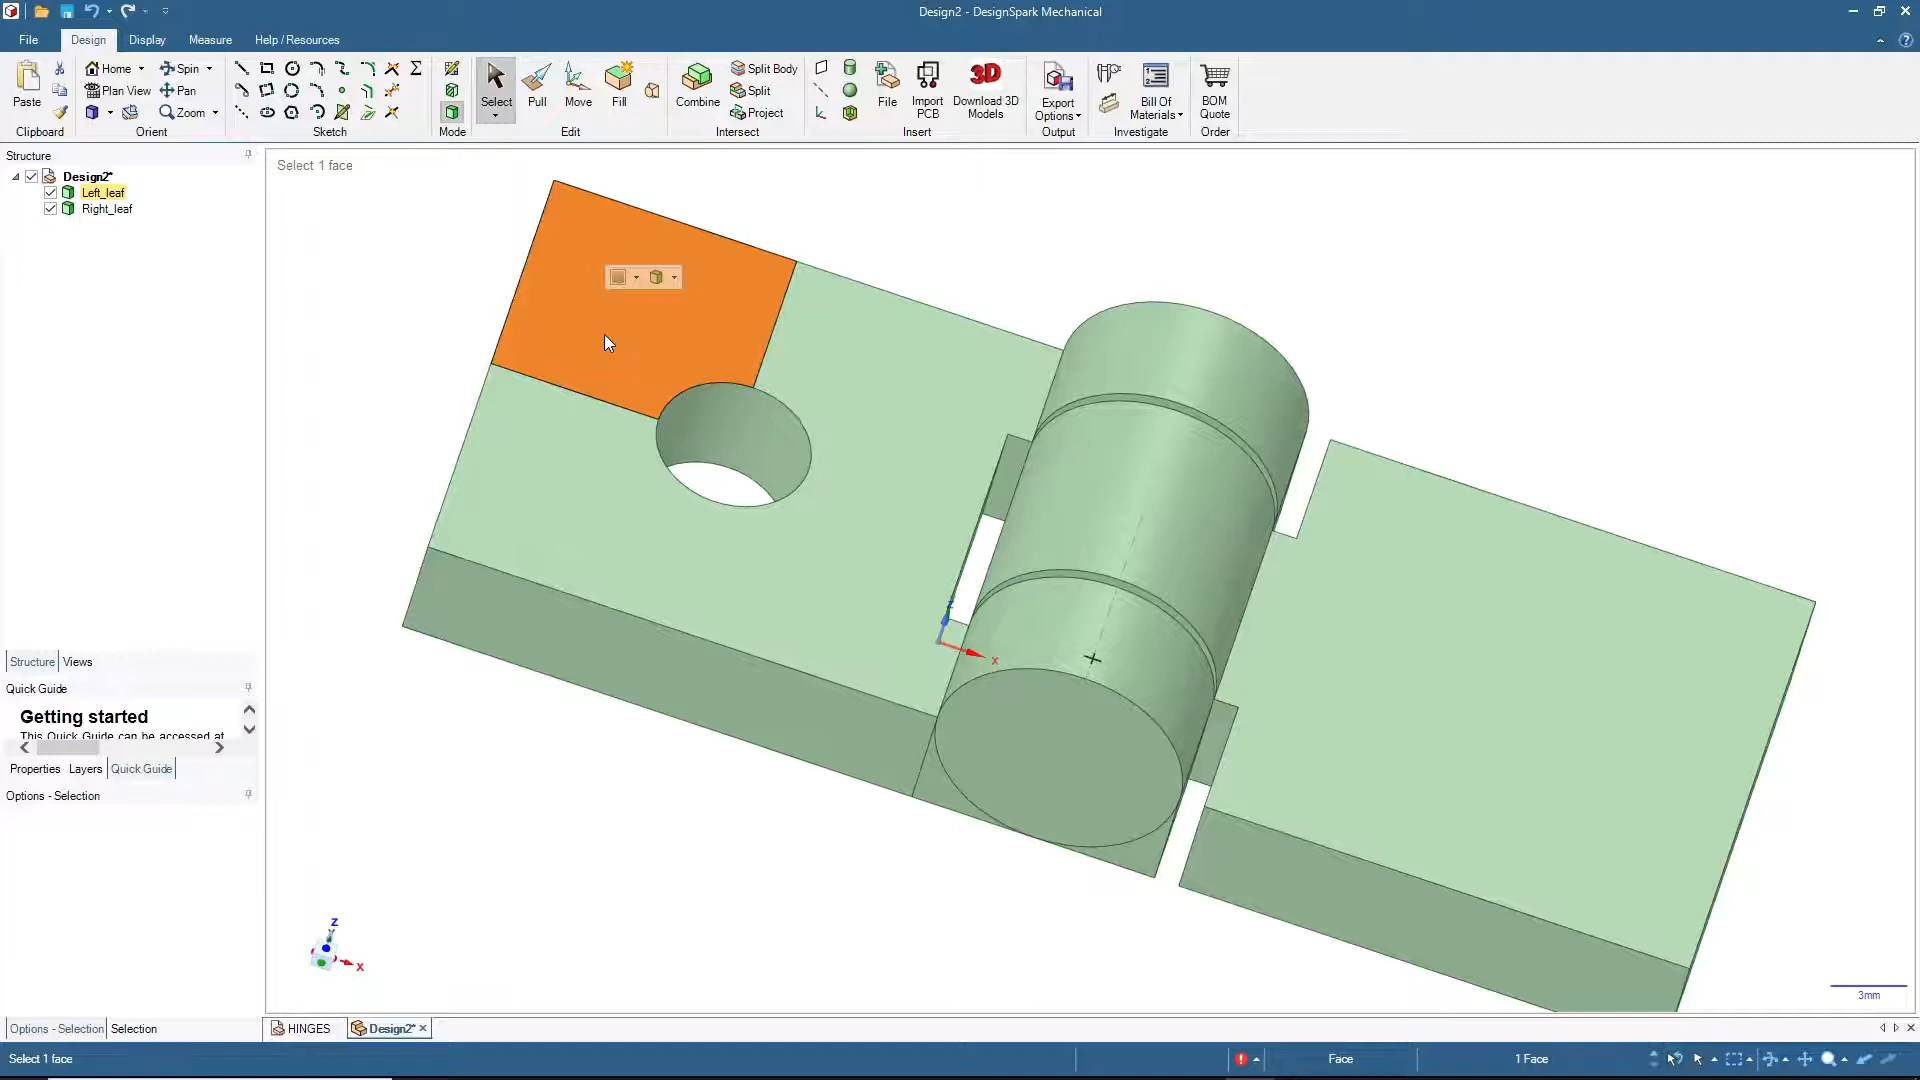 Design2 - DesignSpark Mechanical
File Design Display Measure Help / Resources
Home Spin
Plan View Pan
Zoom
Paste
Select Pull Move Fill
Combine
Split Body
Split
Project
File Import PCB Download 3D Models
3D
Export Options
Bill Of Materials
BOM Quote
Clipboard Orient Sketch Mode Edit Intersect Insert Output Investigate Order
Structure
Select 1 face
Design2*
Left_leaf
Right_leaf
Z
X
Structure Views
Quick Guide
Getting started
This Quick Guide can be accessed at
Properties Layers Quick Guide
Options - Selection
Z
X
3mm
Options - Selection Selection
HINGES Design2*
Select 1 face
Face 1 Face